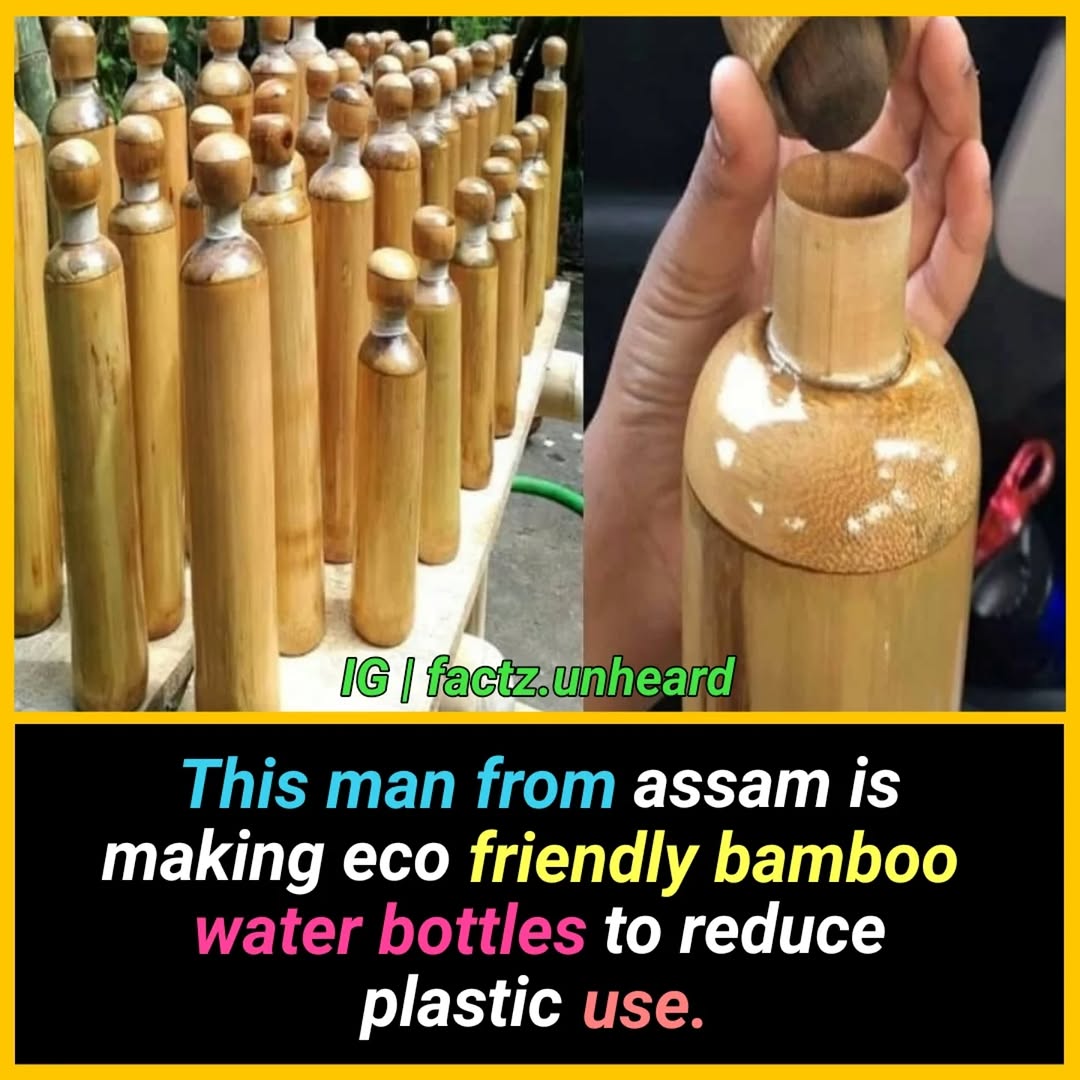 IG | factz.unheard
This man from assam is
making eco friendly bamboo
water bottles to reduce
plastic use.